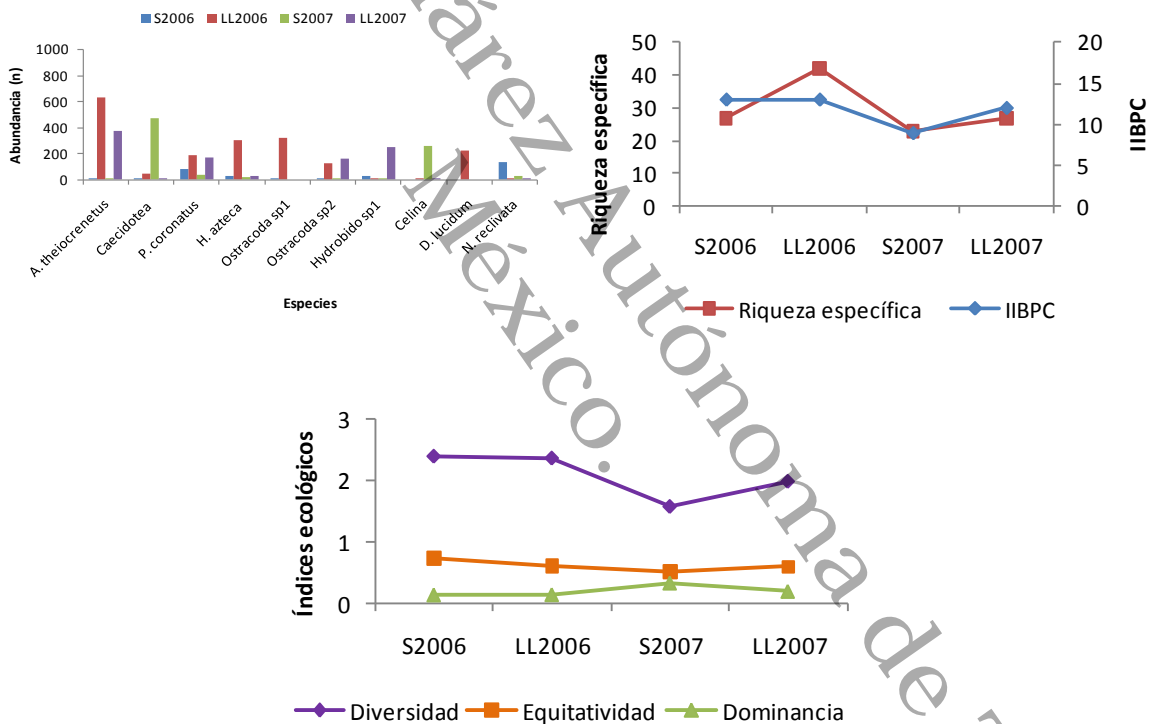 S2006 LL2006 S2007 LL2007
Abundancia (n)
1000
800
600
400
200
0
A. theiocrenetus
Caecidotea
P. coronatus
H. azteca
Ostracoda sp1
Ostracoda sp2
Hydrobido sp1
Celina
D. lucidum
N. reclivata
Especies
Riqueza específica
50
40
30
20
10
0
20
15
10
5
0
IIBPC
S2006 LL2006 S2007 LL2007
Riqueza específica IIBPC
Índices ecológicos
3
2
1
0
S2006 LL2006 S2007 LL2007
Diversidad Equitatividad Dominancia
Autónoma de
México.